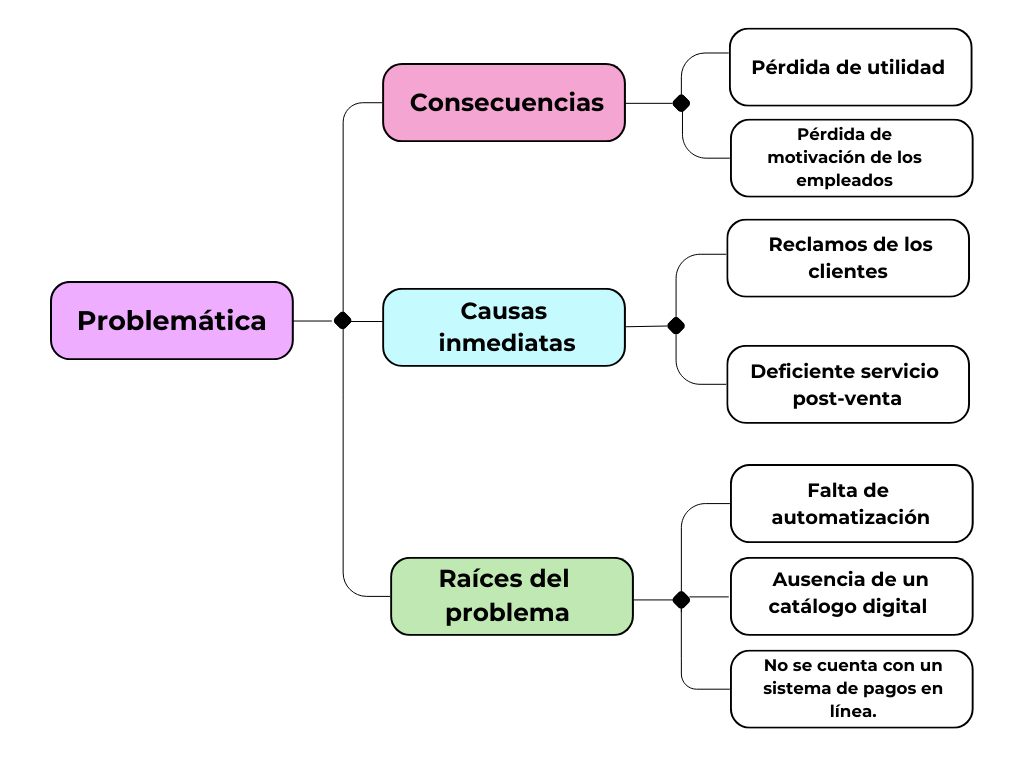 Problemática
Consecuencias
Pérdida de utilidad
Pérdida de
motivación de los
empleados
Causas
inmediatas
Reclamos de los
clientes
Deficiente servicio
post-venta
Raíces del
problema
Falta de
automatización
Ausencia de un
catálogo digital
No se cuenta con un
sistema de pagos en
línea.